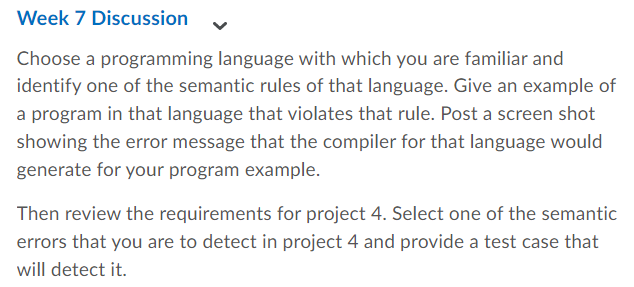 Week 7 Discussion
Choose a programming language with which you are familiar and
identify one of the semantic rules of that language. Give an example of
a program in that language that violates that rule. Post a screen shot
showing the error message that the compiler for that language would
generate for your program example.
Then review the requirements for project 4. Select one of the semantic
errors that you are to detect in project 4 and provide a test case that
will detect it.